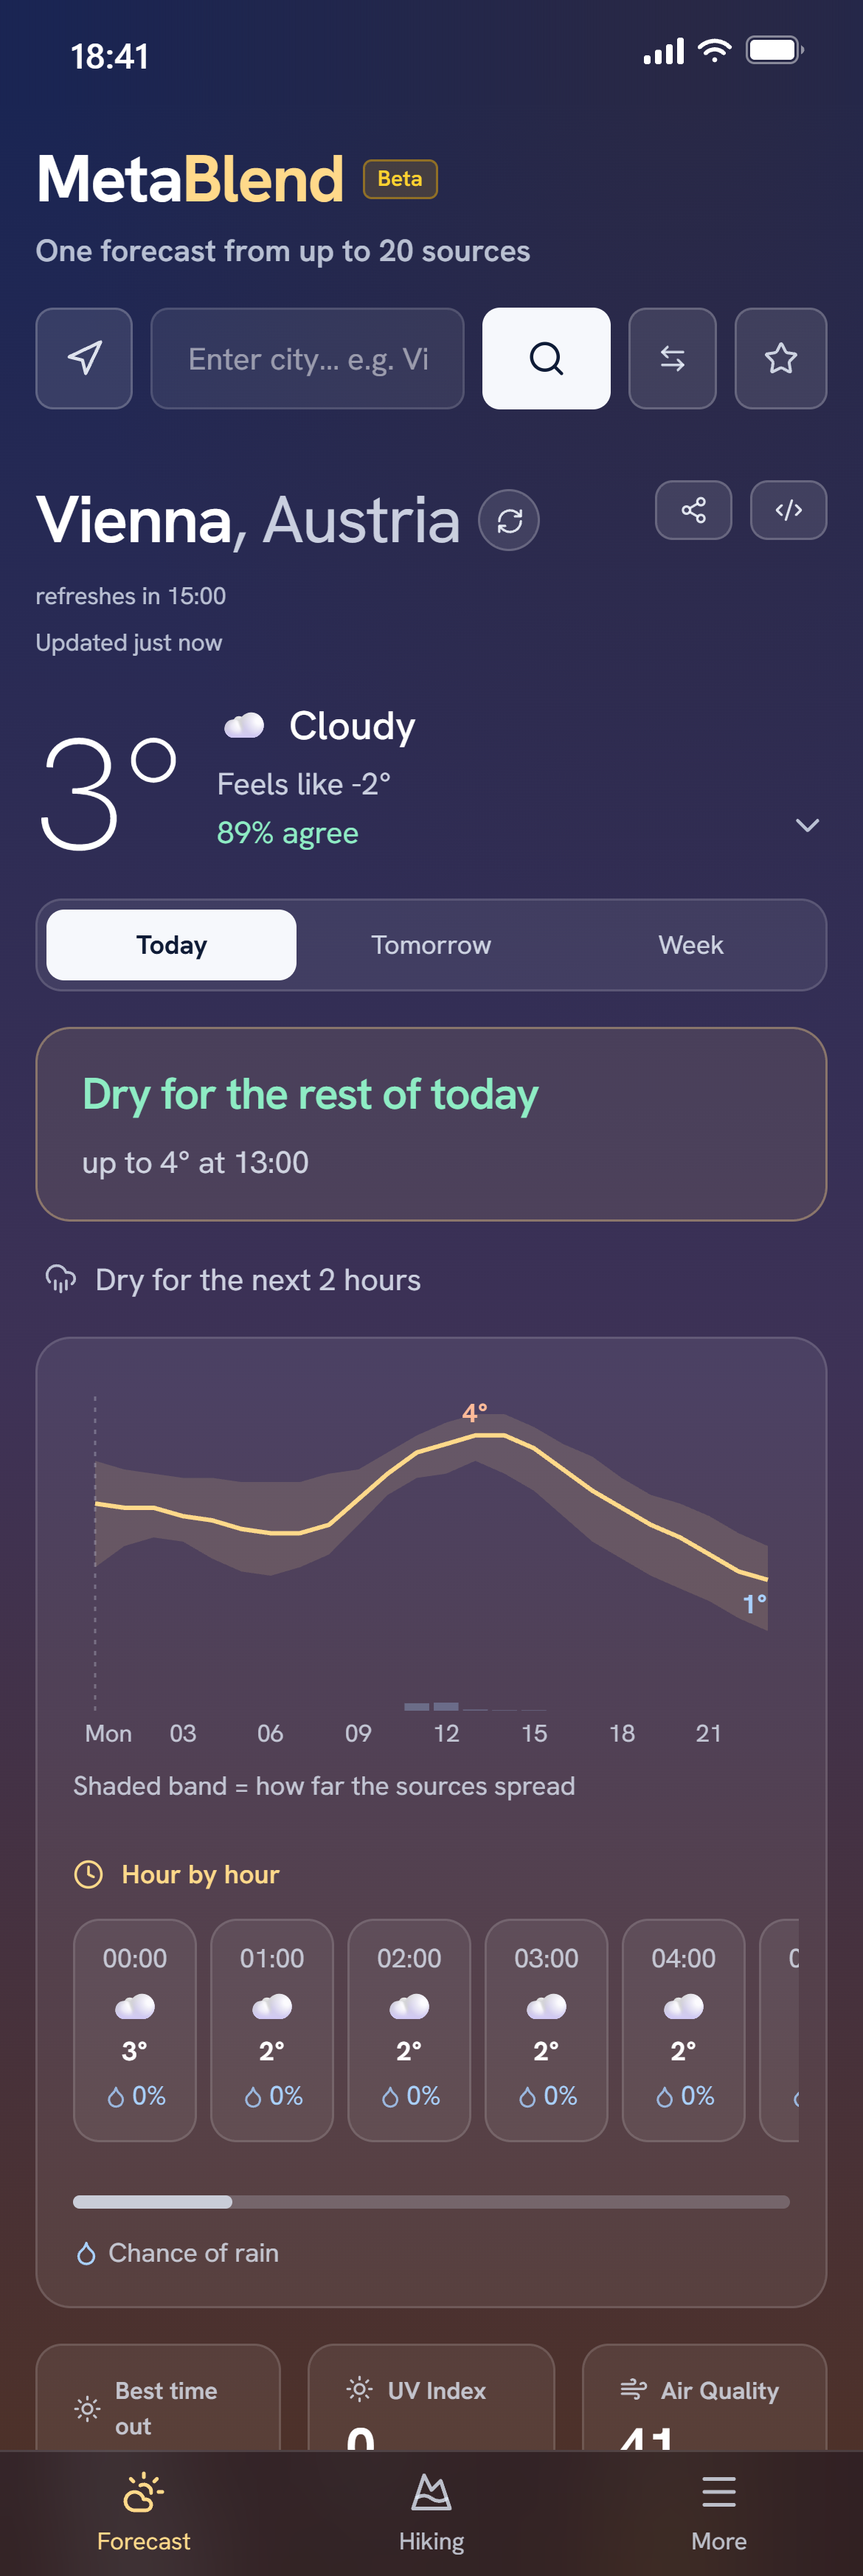 18:41
MetaBlend Beta
One forecast from up to 20 sources
Enter city... e.g. Vi
Vienna, Austria
refreshes in 15:00
Updated just now
3°
Cloudy
Feels like -2°
89% agree
Today Tomorrow Week
Dry for the rest of today
up to 4° at 13:00
Dry for the next 2 hours
4°
1°
Mon 03 06 09 12 15 18 21
Shaded band = how far the sources spread
Hour by hour
00:00 01:00 02:00 03:00 04:00
3° 2° 2° 2° 2°
0% 0% 0% 0% 0%
Chance of rain
Best time out
UV Index
Air Quality
0
41
Forecast Hiking More